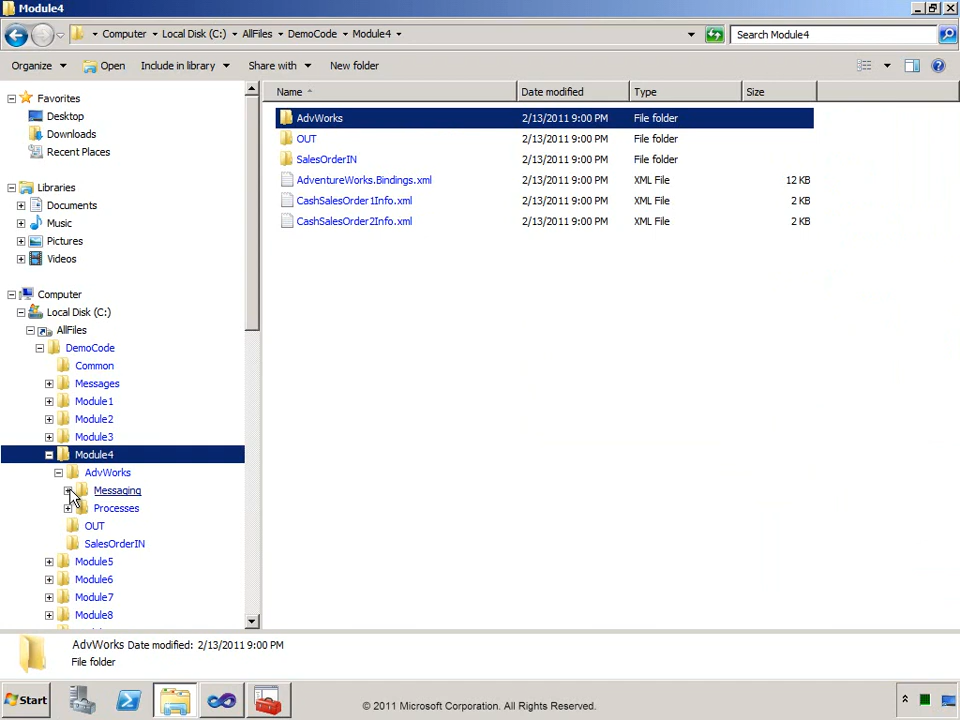 Module4
Computer Local Disk (C:) AllFiles DemoCode Module4
Search Module4
Organize Open Include in library Share with New folder
Name Date modified Type Size
AdvWorks 2/13/2011 9:00 PM File folder
OUT 2/13/2011 9:00 PM File folder
SalesOrderIN 2/13/2011 9:00 PM File folder
AdventureWorks.Bindings.xml 2/13/2011 9:00 PM XML File 12 KB
CashSalesOrder1Info.xml 2/13/2011 9:00 PM XML File 2 KB
CashSalesOrder2Info.xml 2/13/2011 9:00 PM XML File 2 KB
Favorites
Desktop
Downloads
Recent Places
Libraries
Documents
Music
Pictures
Videos
Computer
Local Disk (C:)
AllFiles
DemoCode
Common
Messages
Module1
Module2
Module3
Module4
AdvWorks
Messaging
Processes
OUT
SalesOrderIN
Module5
Module6
Module7
Module8
AdvWorks Date modified: 2/13/2011 9:00 PM
File folder
Start
© 2011 Microsoft Corporation. All Rights Reserved.